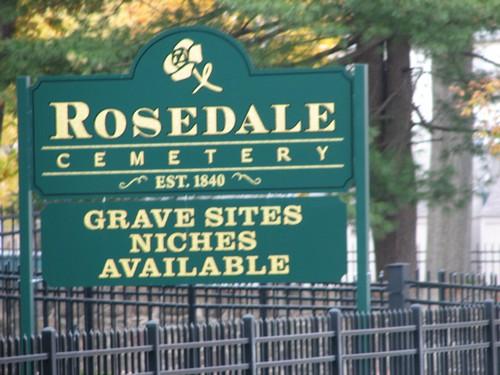 ROSEDALE
CEMETERY
EST. 1840
GRAVE SITES
NICHES
AVAILABLE